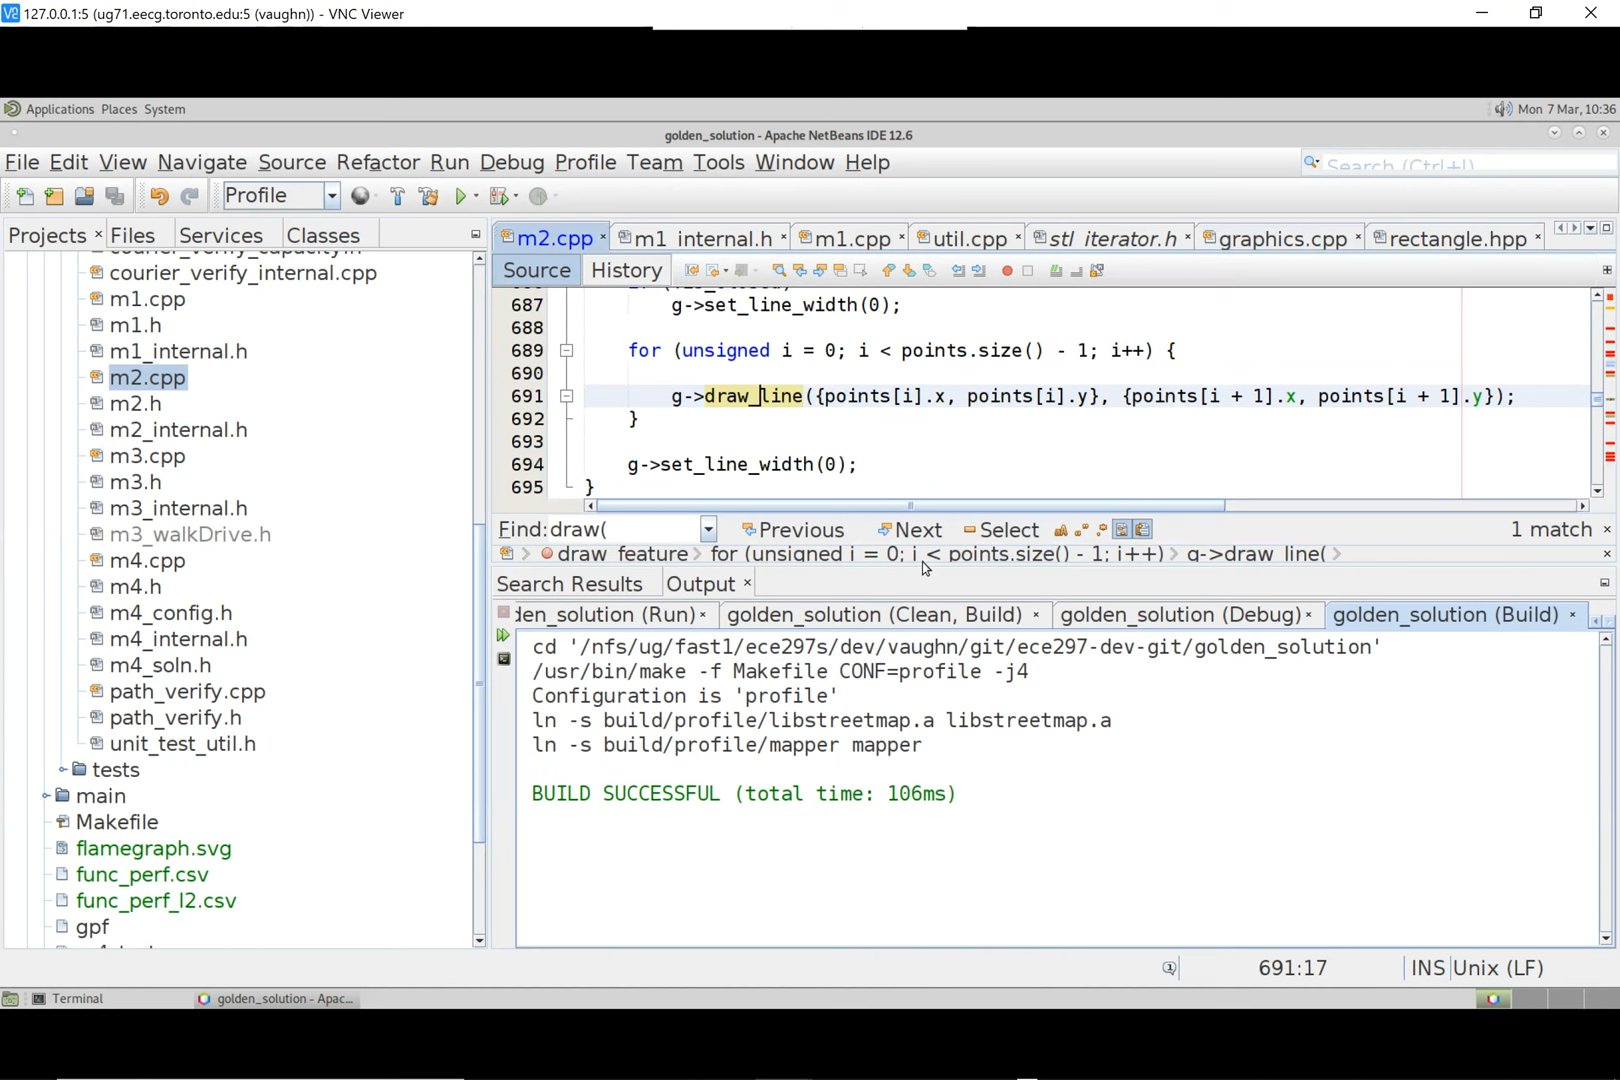 127.0.0.1:5 (ug71.eecg.toronto.edu:5 (vaughn)) - VNC Viewer
Applications Places System
Mon 7 Mar, 10:36
golden_solution - Apache NetBeans IDE 12.6
File Edit View Navigate Source Refactor Run Debug Profile Team Tools Window Help
Search (Ctrl+I)
Profile
Projects Files Services Classes
m2.cpp m1_internal.h m1.cpp util.cpp stl_iterator.h graphics.cpp rectangle.hpp
Source History
courier_verify_internal.cpp
m1.cpp
m1.h
m1_internal.h
m2.cpp
m2.h
m2_internal.h
m3.cpp
m3.h
m3_internal.h
m3_walkDrive.h
m4.cpp
m4.h
m4_config.h
m4_internal.h
m4_soln.h
path_verify.cpp
path_verify.h
unit_test_util.h
tests
main
Makefile
flamegraph.svg
func_perf.csv
func_perf_l2.csv
gpf
687 g->set_line_width(0);
688
689 for (unsigned i = 0; i < points.size() - 1; i++) {
690
691 g->draw_line({points[i].x, points[i].y}, {points[i + 1].x, points[i + 1].y});
692 }
693
694 g->set_line_width(0);
695 }
Find: draw( Previous Next Select 1 match
draw_feature for (unsigned i = 0; i < points.size() - 1; i++) g->draw_line(
Search Results Output
den_solution (Run) golden_solution (Clean, Build) golden_solution (Debug) golden_solution (Build)
cd '/nfs/ug/fast1/ece297s/dev/vaughn/git/ece297-dev-git/golden_solution'
/usr/bin/make -f Makefile CONF=profile -j4
Configuration is 'profile'
ln -s build/profile/libstreetmap.a libstreetmap.a
ln -s build/profile/mapper mapper
BUILD SUCCESSFUL (total time: 106ms)
691:17 INS Unix (LF)
Terminal golden_solution - Apac...